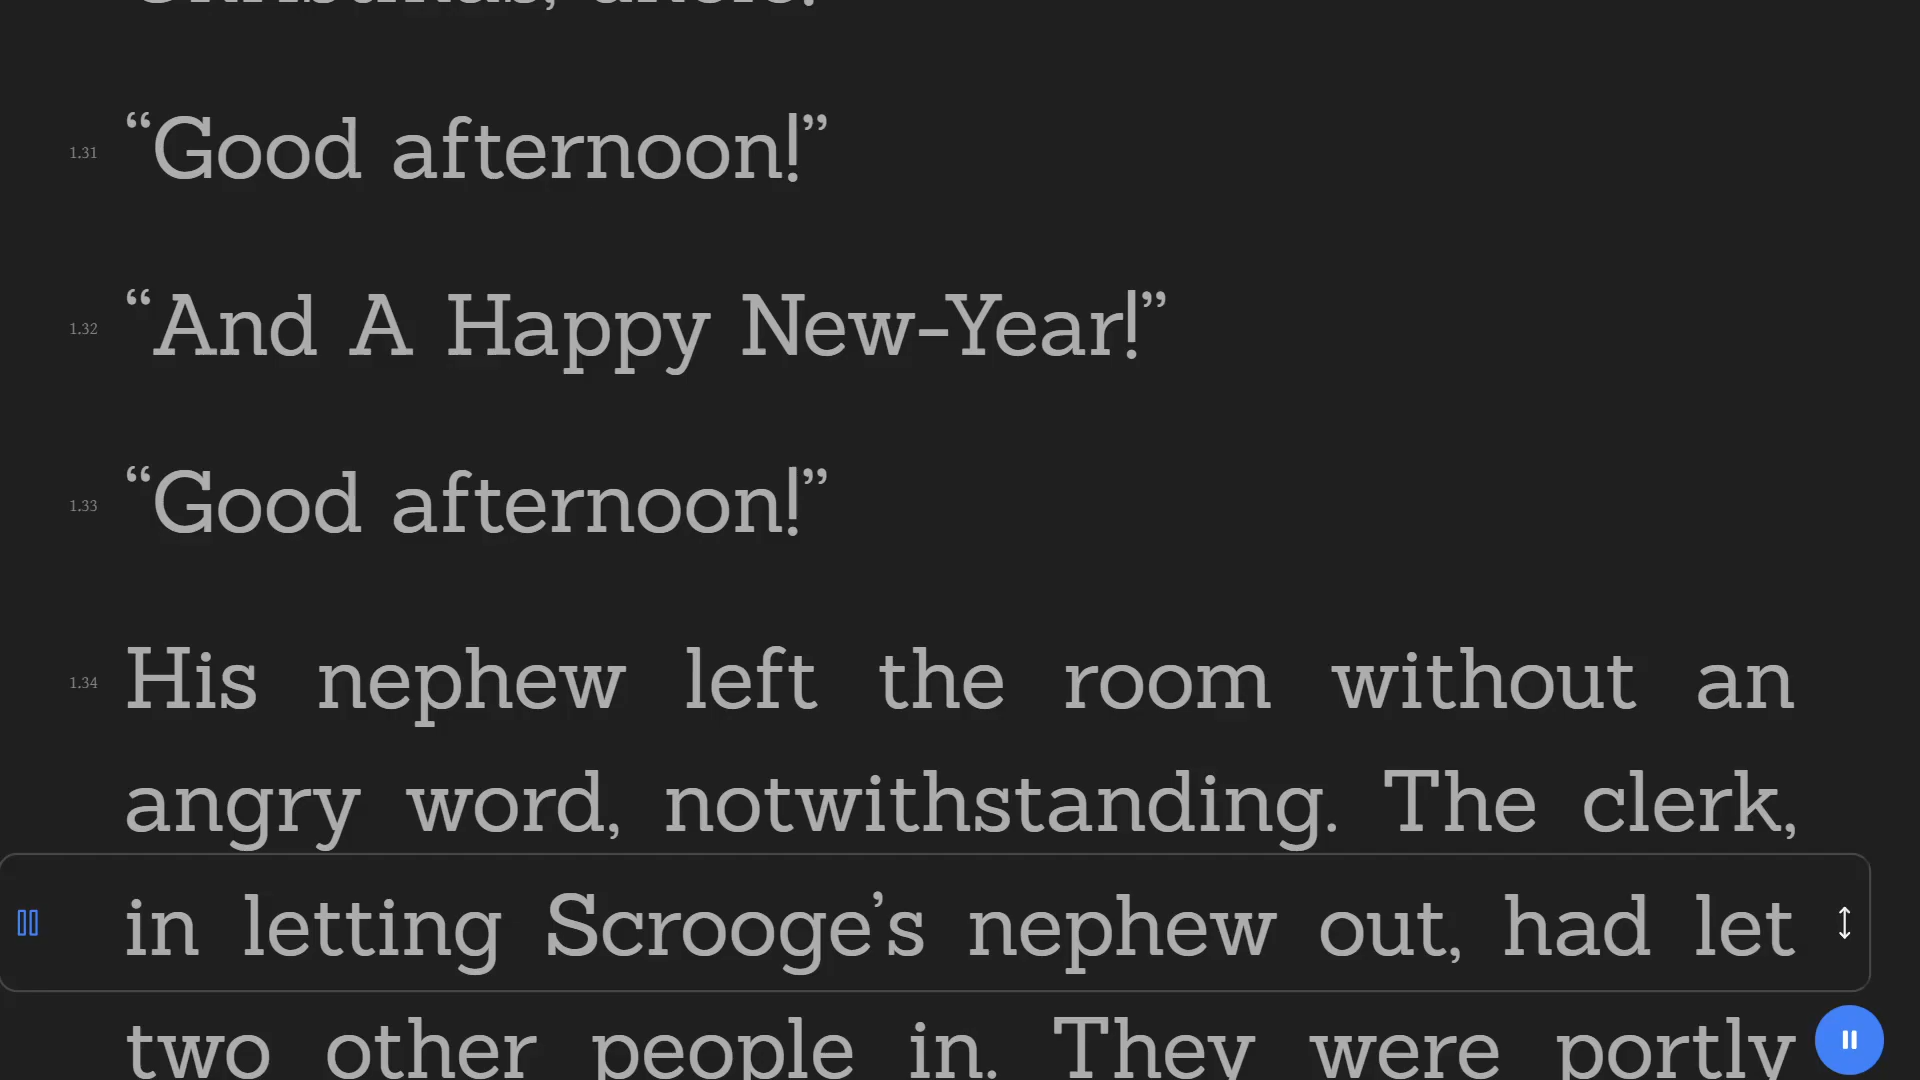 Christmas, uncle!
1.31 “Good afternoon!”
1.32 “And A Happy New-Year!”
1.33 “Good afternoon!”
1.34 His nephew left the room without an
angry word, notwithstanding. The clerk,
in letting Scrooge’s nephew out, had let
two other people in. They were portly